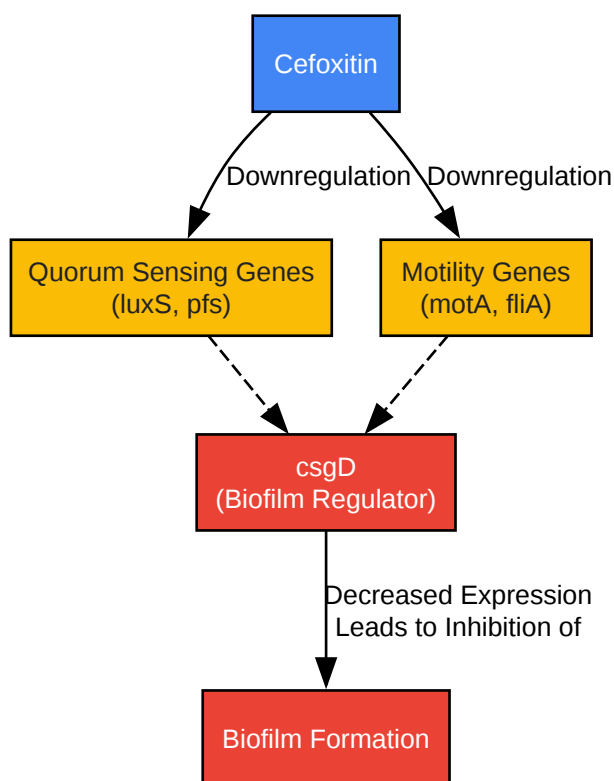 Cefoxitin
Downregulation
Downregulation
Quorum Sensing Genes
(luxS, pfs)
Motility Genes
(motA, fliA)
csgD
(Biofilm Regulator)
Decreased Expression
Leads to Inhibition of
Biofilm Formation